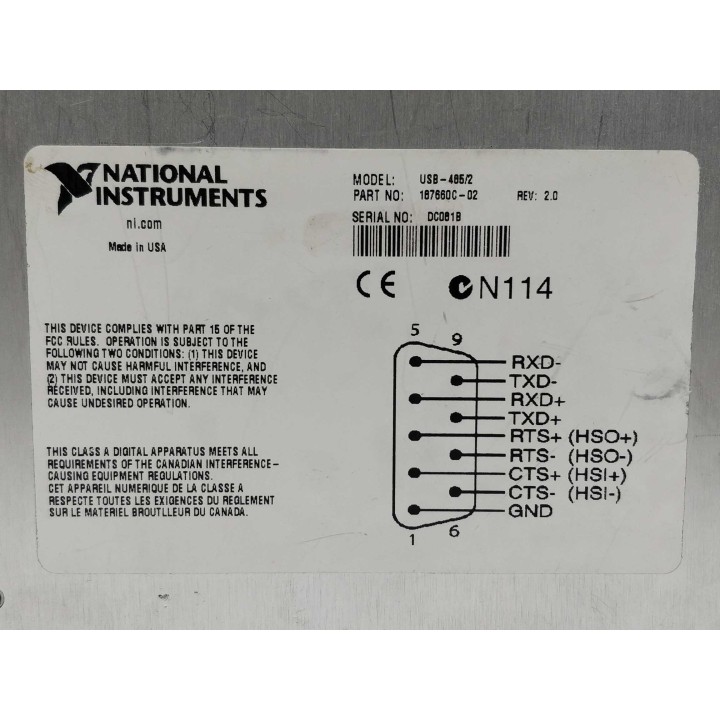 NATIONAL
INSTRUMENTS
ni.com
Made in USA
MODEL: USB-485/2
PART NO: 187660C-02 REV: 2.0
SERIAL NO: DC081B
CE N114
THIS DEVICE COMPLIES WITH PART 15 OF THE
FCC RULES. OPERATION IS SUBJECT TO THE
FOLLOWING TWO CONDITIONS: (1) THIS DEVICE
MAY NOT CAUSE HARMFUL INTERFERENCE, AND
(2) THIS DEVICE MUST ACCEPT ANY INTERFERENCE
RECEIVED, INCLUDING INTERFERENCE THAT MAY
CAUSE UNDESIRED OPERATION.
THIS CLASS A DIGITAL APPARATUS MEETS ALL
REQUIREMENTS OF THE CANADIAN INTERFERENCE-
CAUSING EQUIPMENT REGULATIONS.
CET APPAREIL NUMERIQUE DE LA CLASSE A
RESPECTE TOUTES LES EXIGENCES DU REGLEMENT
SUR LE MATERIEL BROUTLLEUR DU CANADA.
5 9
RXD-
TXD-
RXD+
TXD+
RTS+ (HSO+)
RTS- (HSO-)
CTS+ (HSI+)
CTS- (HSI-)
GND
1 6